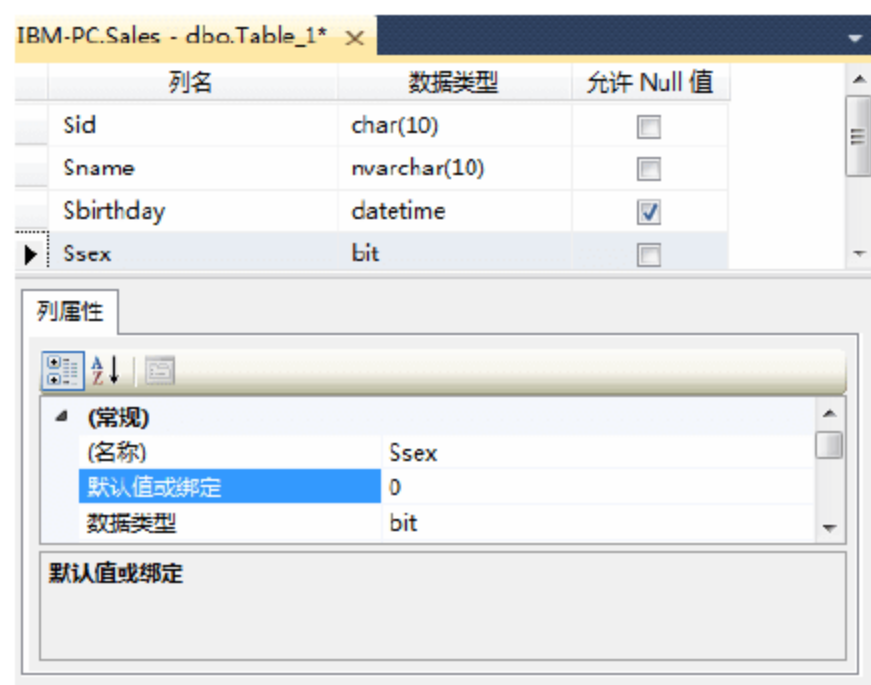 IBM-PC.Sales - dbo.Table_1*
列名 数据类型 允许 Null 值
Sid char(10)
Sname nvarchar(10)
Sbirthday datetime
Ssex bit
列属性
(常规)
(名称) Ssex
默认值或绑定 0
数据类型 bit
默认值或绑定